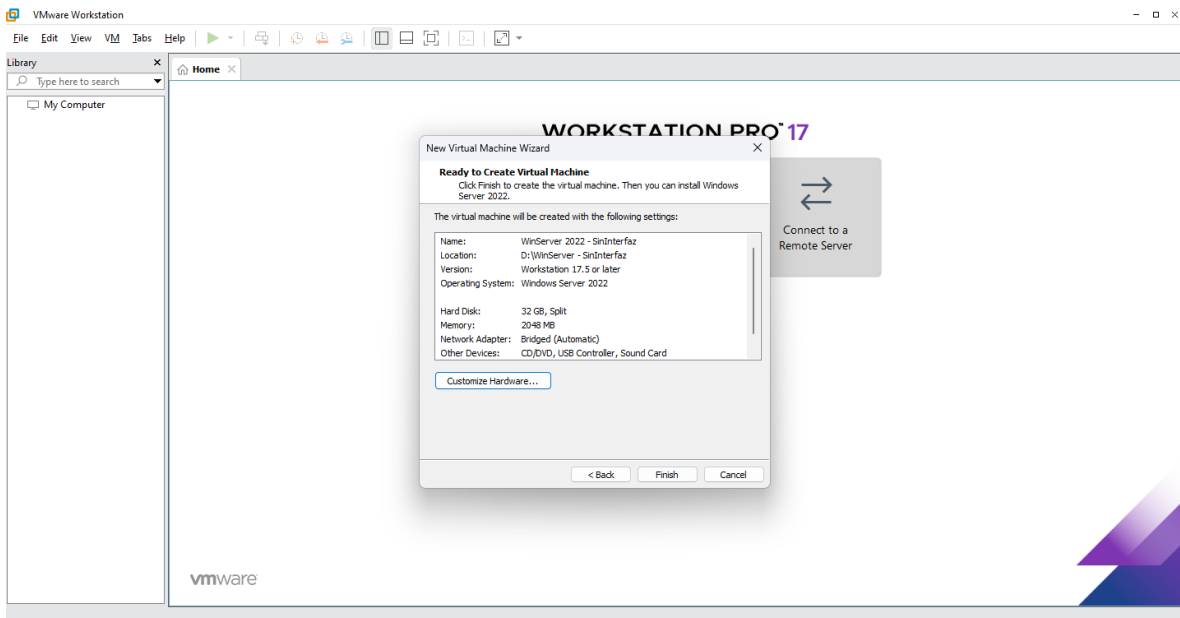 VMware Workstation
File Edit View VM Tabs Help
Library
Home
Type here to search
My Computer
WORKSTATION PRO™ 17
New Virtual Machine Wizard
Ready to Create Virtual Machine
Click Finish to create the virtual machine. Then you can install Windows
Server 2022.
The virtual machine will be created with the following settings:
Name: WinServer 2022 - SinInterfaz
Location: D:\WinServer - SinInterfaz
Version: Workstation 17.5 or later
Operating System: Windows Server 2022
Hard Disk: 32 GB, Split
Memory: 2048 MB
Network Adapter: Bridged (Automatic)
Other Devices: CD/DVD, USB Controller, Sound Card
Customize Hardware...
< Back Finish Cancel
Connect to a
Remote Server
vmware